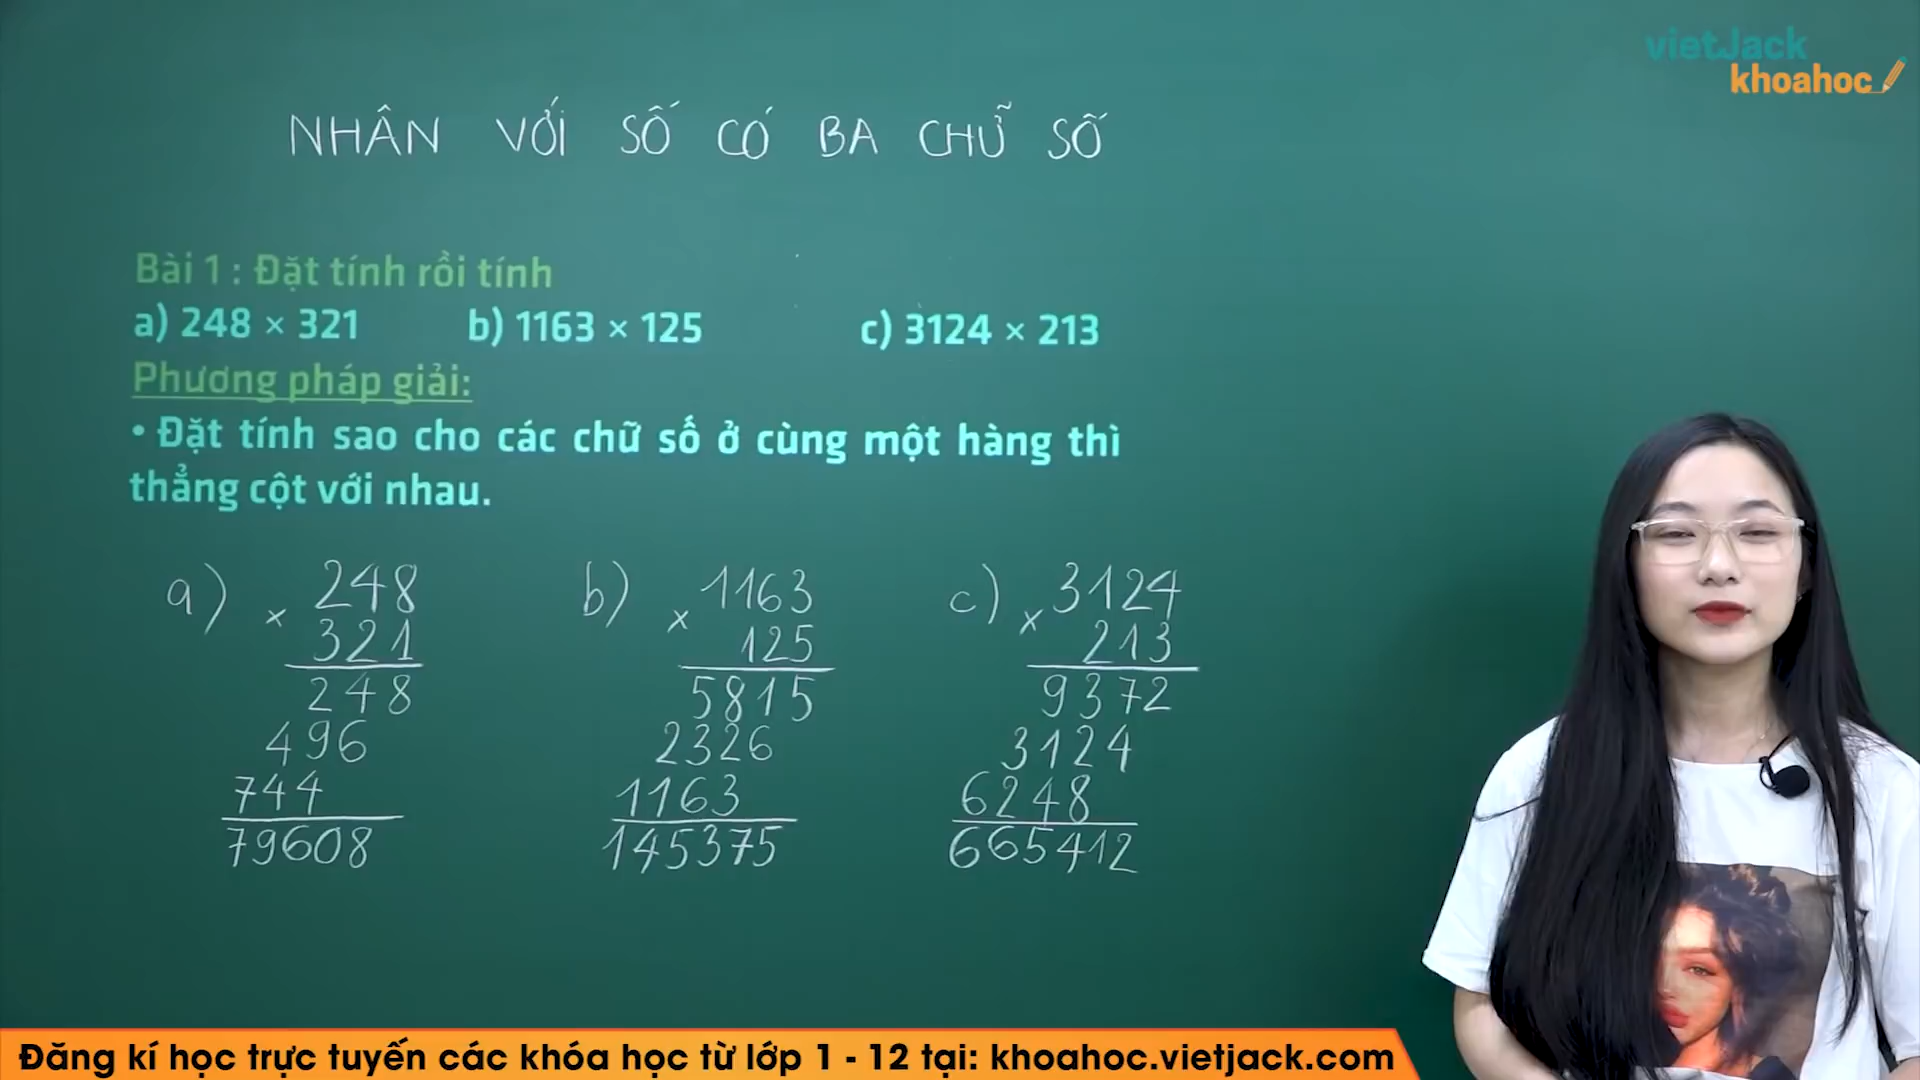 vietJack
khoahoc
NHÂN VỚI SỐ CÓ BA CHỮ SỐ
Bài 1 : Đặt tính rồi tính
a) 248 × 321 b) 1163 × 125 c) 3124 × 213
Phương pháp giải:
• Đặt tính sao cho các chữ số ở cùng một hàng thì
thẳng cột với nhau.
a) × 248
321
248
496
744
79608
b) × 1163
125
5815
2326
1163
145375
c) × 3124
213
9372
3124
6248
665412
Đăng kí học trực tuyến các khóa học từ lớp 1 - 12 tại: khoahoc.vietjack.com